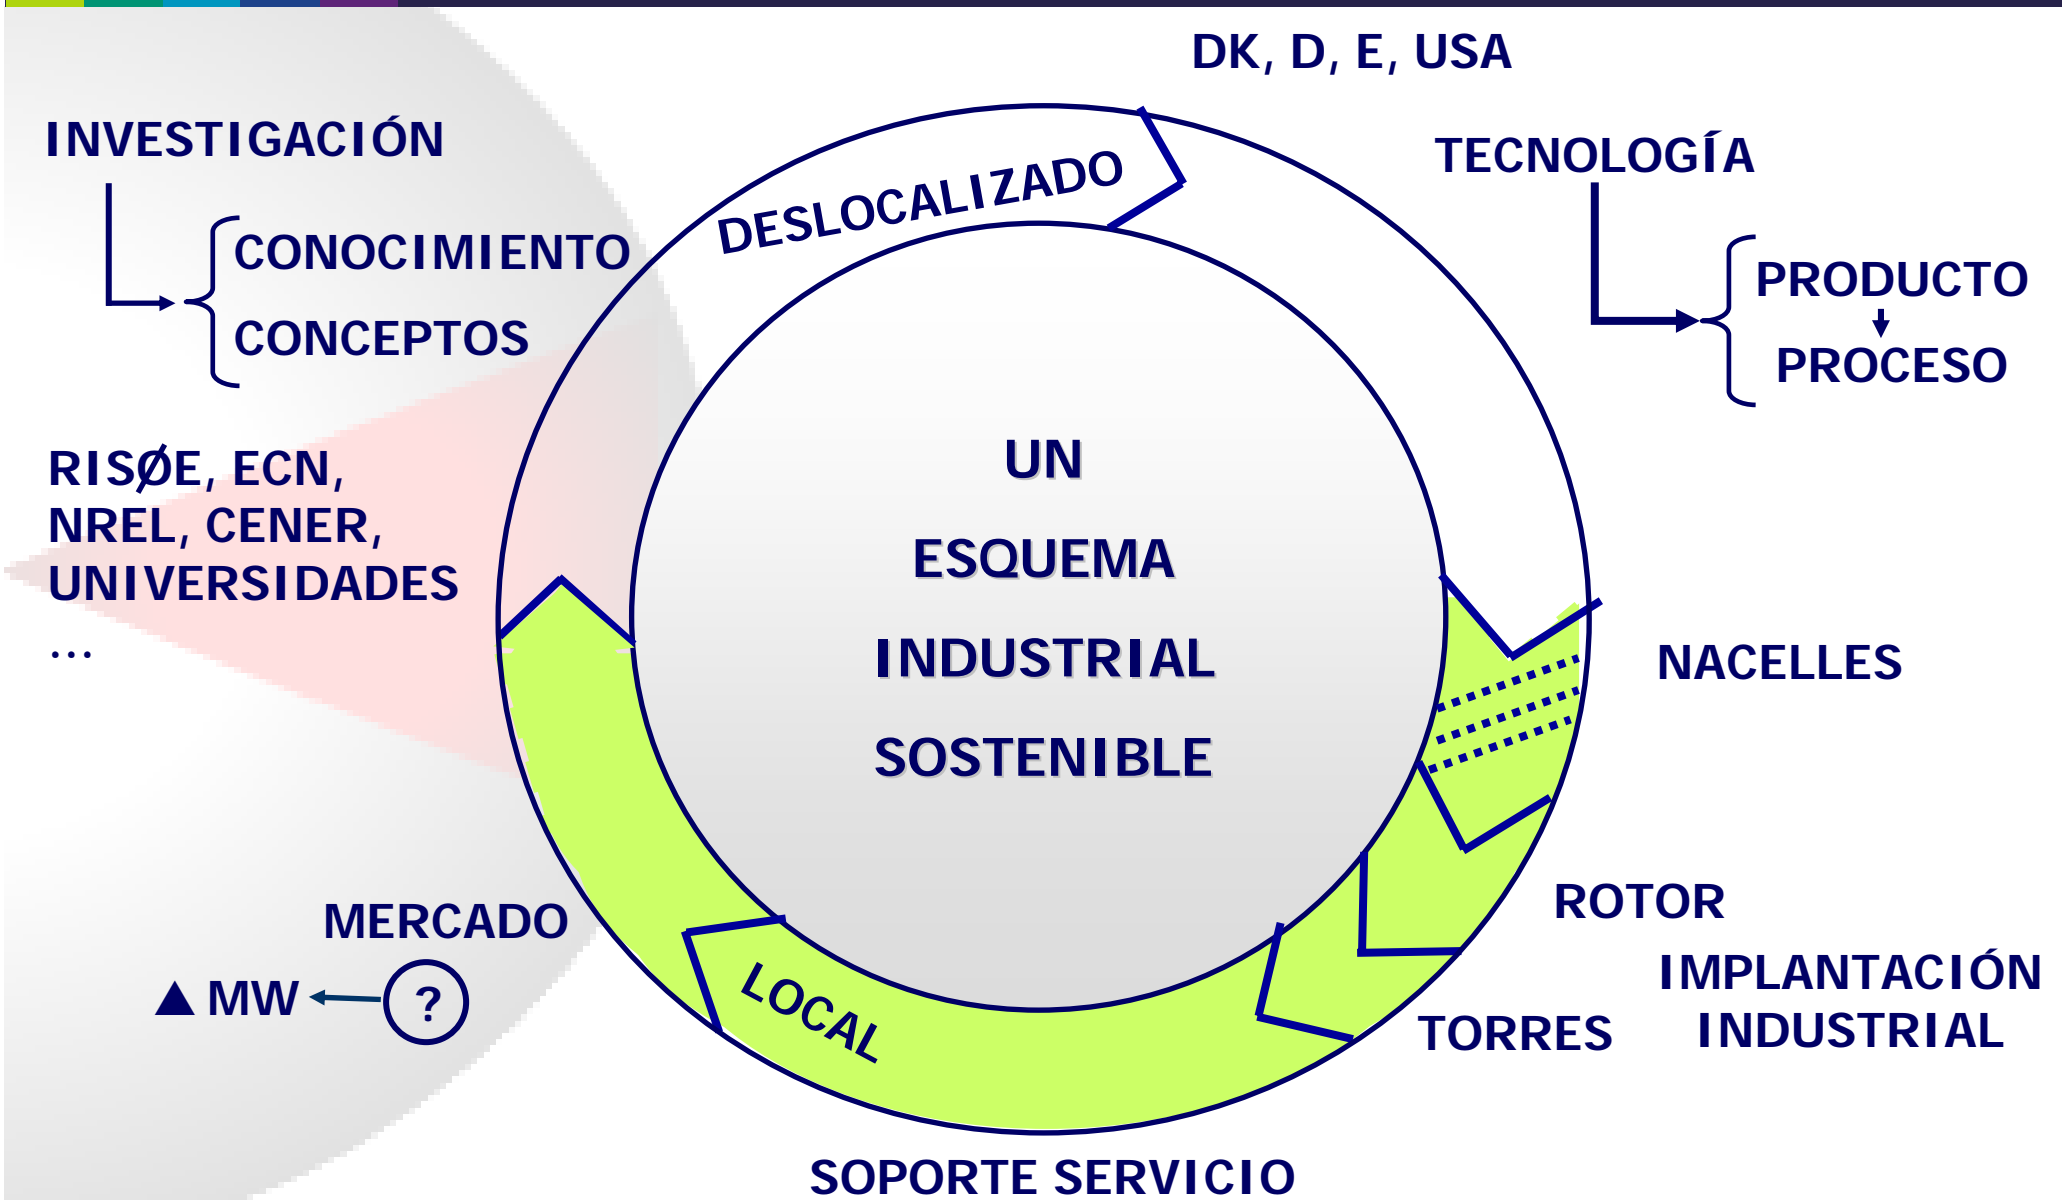 DK, D, E, USA
INVESTIGACIÓN
CONOCIMIENTO
CONCEPTOS
RISØE, ECN,
NREL, CENER,
UNIVERSIDADES
...
DESLOCALIZADO
TECNOLOGÍA
PRODUCTO
PROCESO
UN
ESQUEMA
INDUSTRIAL
SOSTENIBLE
NACELLES
ROTOR
IMPLANTACIÓN
INDUSTRIAL
TORRES
MERCADO
▲ MW
?
LOCAL
SOPORTE SERVICIO